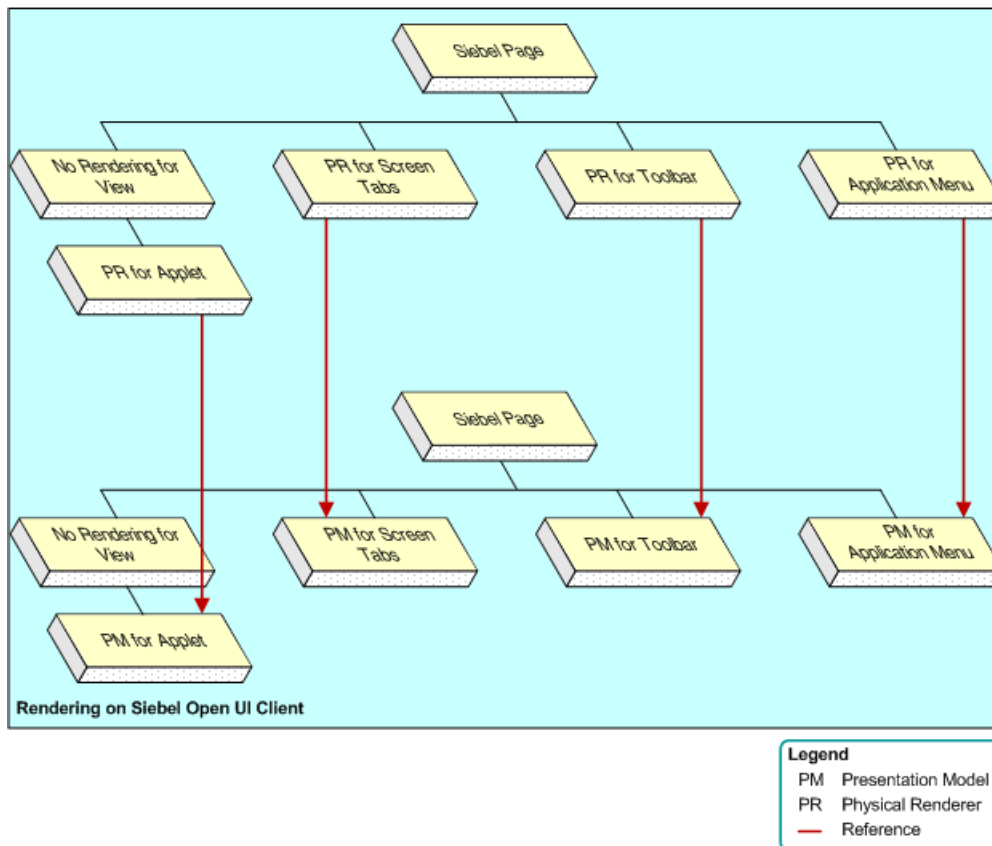 Siebel Page
No Rendering for
View
PR for Screen
Tabs
PR for Toolbar
PR for
Application Menu
PR for Applet
Siebel Page
No Rendering for
View
PM for Screen
Tabs
PM for Toolbar
PM for
Application Menu
PM for Applet
Rendering on Siebel Open UI Client
Legend
PM Presentation Model
PR Physical Renderer
Reference